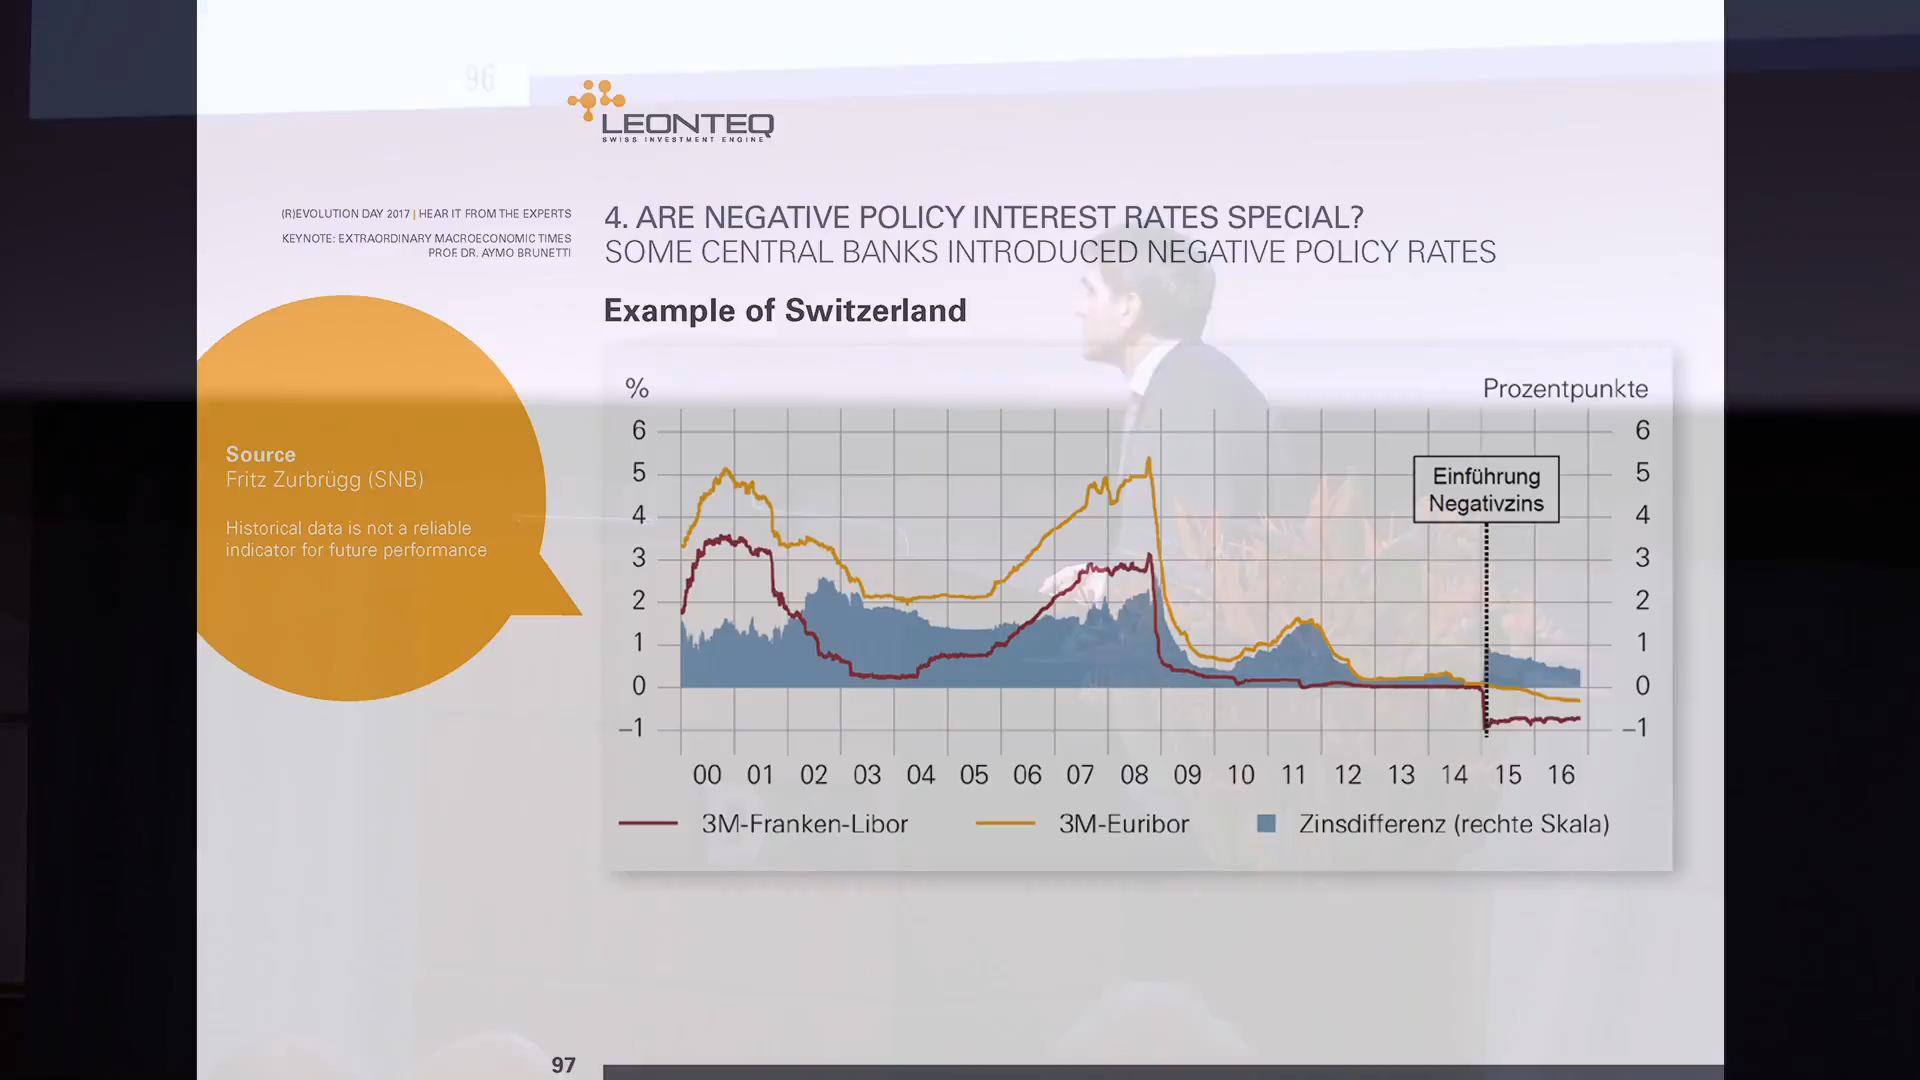 96
LEONTEQ
SWISS INVESTMENT ENGINE
(R)EVOLUTION DAY 2017 | HEAR IT FROM THE EXPERTS
KEYNOTE: EXTRAORDINARY MACROECONOMIC TIMES
PROF. DR. AYMO BRUNETTI
4. ARE NEGATIVE POLICY INTEREST RATES SPECIAL?
SOME CENTRAL BANKS INTRODUCED NEGATIVE POLICY RATES
Example of Switzerland
Source
Fritz Zurbrügg (SNB)
Historical data is not a reliable
indicator for future performance
% Prozentpunkte
6 6
5 5
4 4
3 3
2 2
1 1
0 0
–1 –1
Einführung
Negativzins
00 01 02 03 04 05 06 07 08 09 10 11 12 13 14 15 16
3M-Franken-Libor 3M-Euribor Zinsdifferenz (rechte Skala)
97